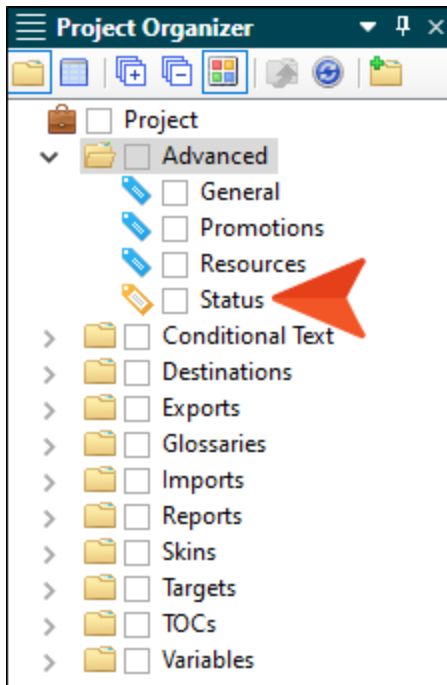 Project Organizer
Project
Advanced
General
Promotions
Resources
Status
Conditional Text
Destinations
Exports
Glossaries
Imports
Reports
Skins
Targets
TOCs
Variables